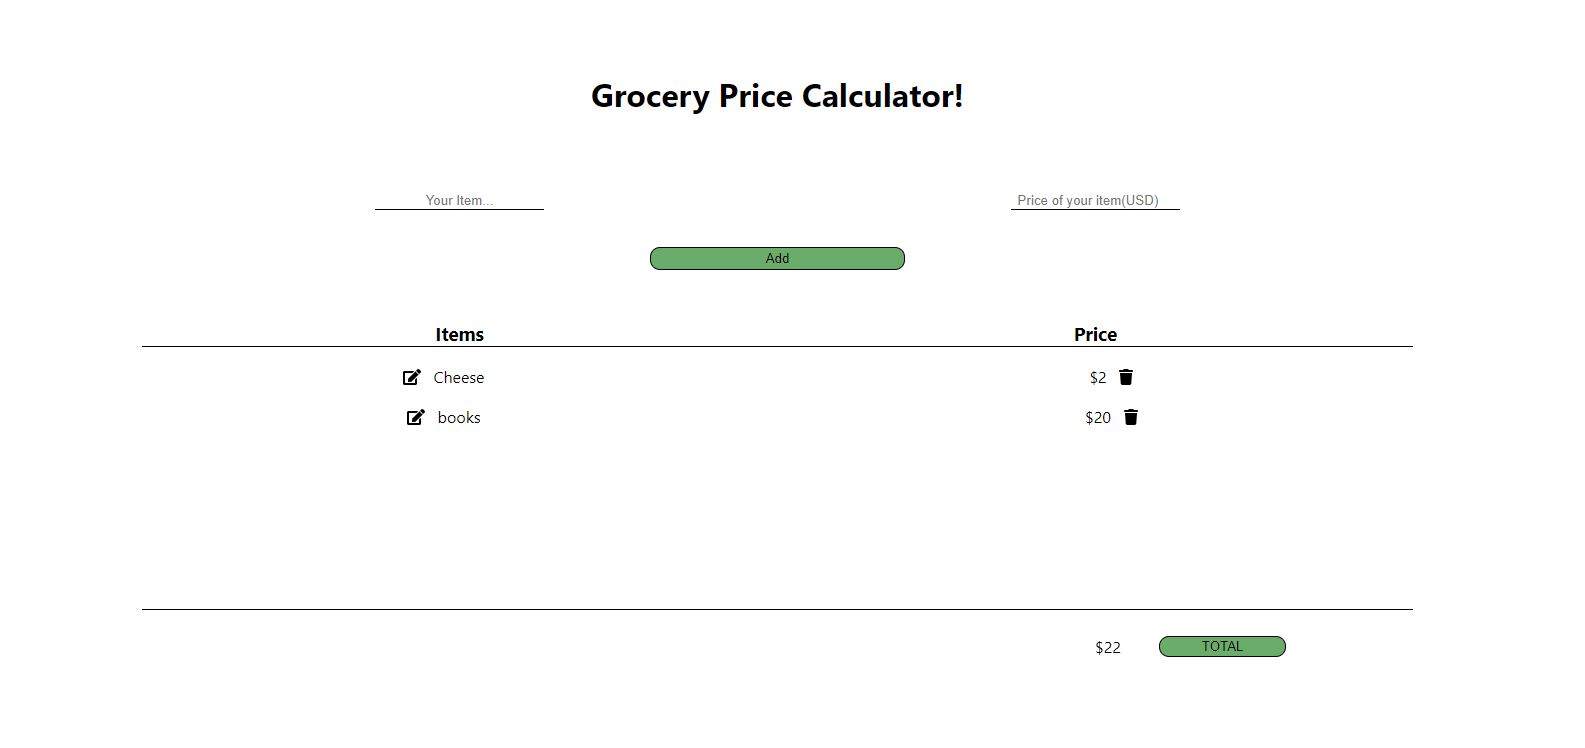 Grocery Price Calculator!
Your Item... Price of your item(USD)
Add
Items Price
Cheese $2
books $20
$22 TOTAL